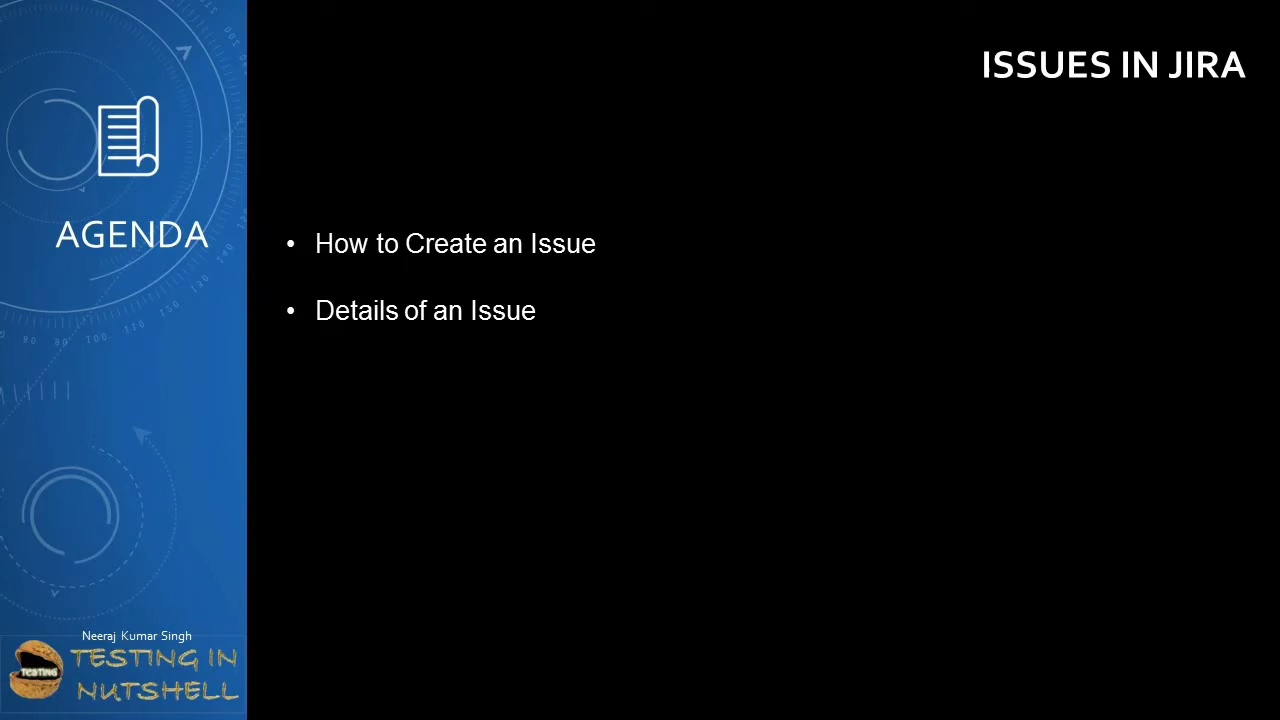 ISSUES IN JIRA
AGENDA
• How to Create an Issue
• Details of an Issue
Neeraj Kumar Singh
TESTING
TESTING IN
NUTSHELL